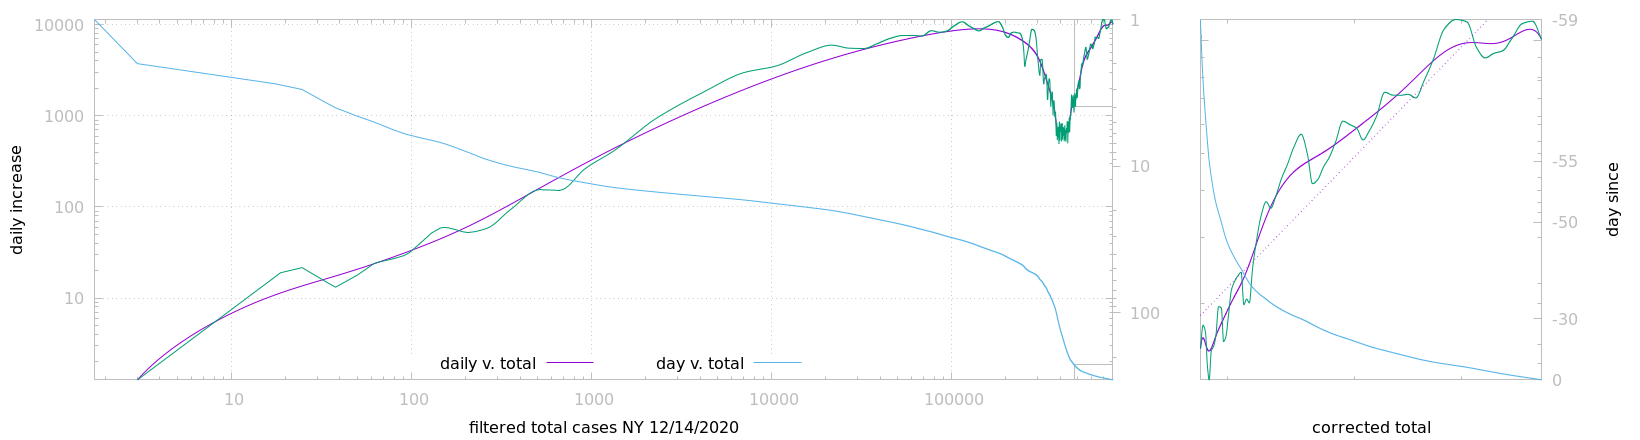 10000
1000
100
10
daily increase
10
100
1000
10000
100000
filtered total cases NY 12/14/2020
daily v. total
day v. total
1
10
100
-59
-55
-50
-30
0
day since
corrected total